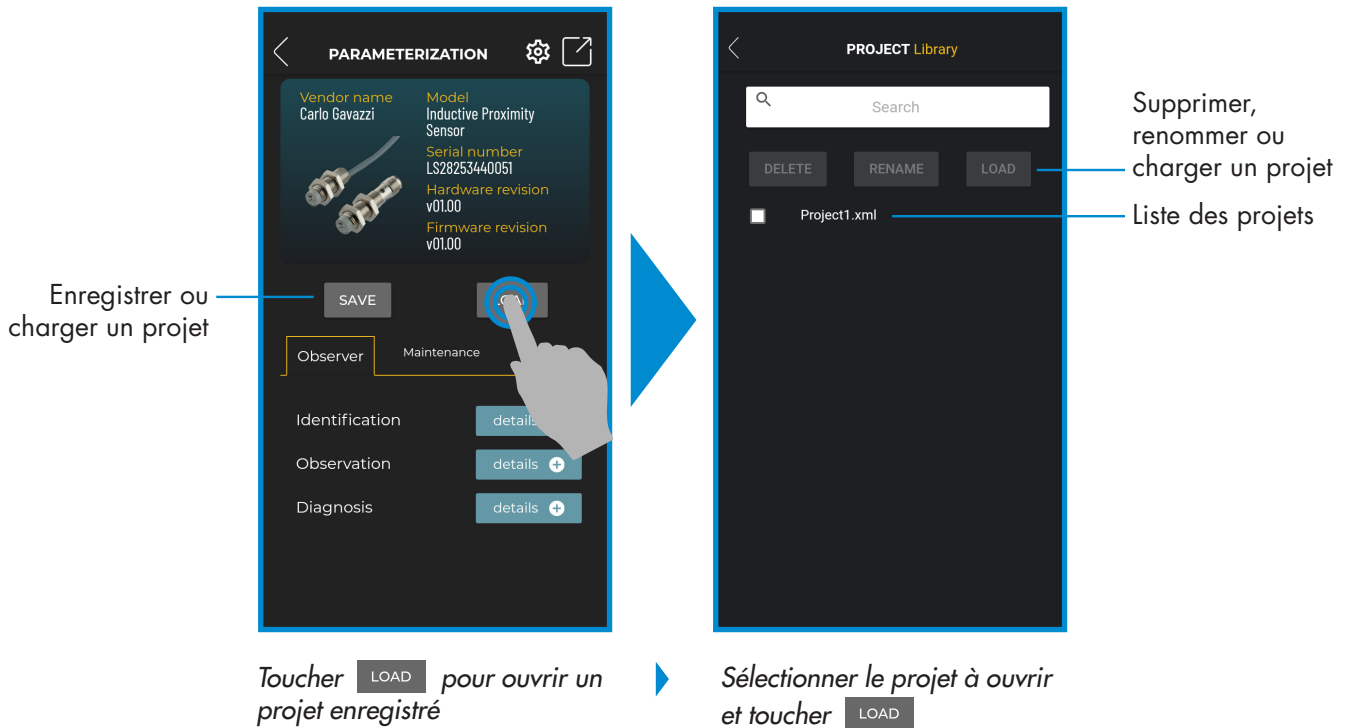 PARAMETERIZATION
Vendor name
Carlo Gavazzi
Model
Inductive Proximity
Sensor
Serial number
LS28253440051
Hardware revision
v01.00
Firmware revision
v01.00
Enregistrer ou
charger un projet
SAVE
Observer
Maintenance
Identification
details
Observation
details
Diagnosis
details
Toucher LOAD pour ouvrir un
projet enregistré
PROJECT Library
Search
DELETE RENAME LOAD
Project1.xml
Supprimer,
renommer ou
charger un projet
Liste des projets
Sélectionner le projet à ouvrir
et toucher LOAD